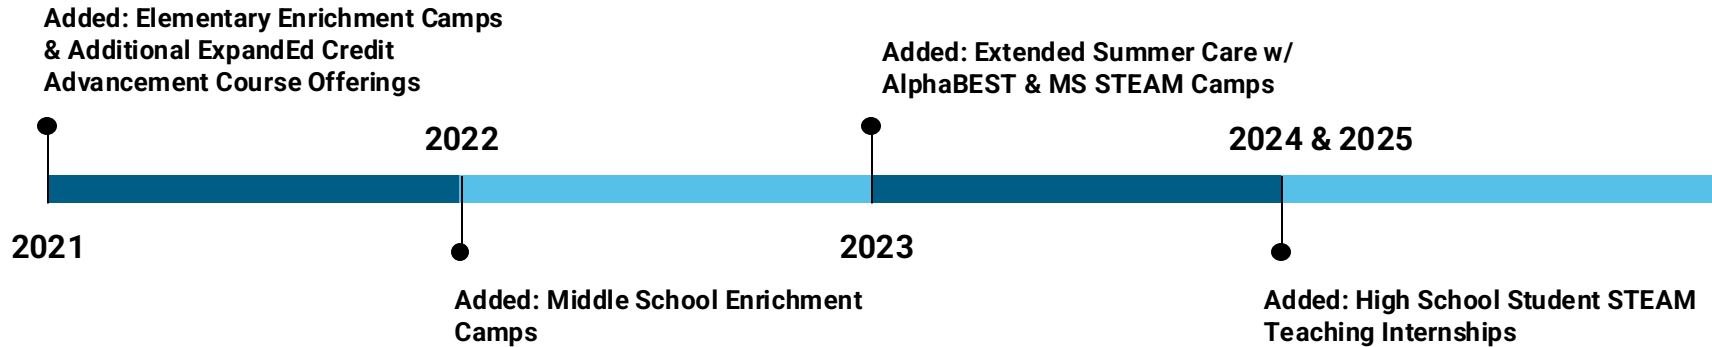 Added: Elementary Enrichment Camps
& Additional ExpandEd Credit
Advancement Course Offerings
2021
2022
Added: Middle School Enrichment
Camps
Added: Extended Summer Care w/
AlphaBEST & MS STEAM Camps
2023
2024 & 2025
Added: High School Student STEAM
Teaching Internships